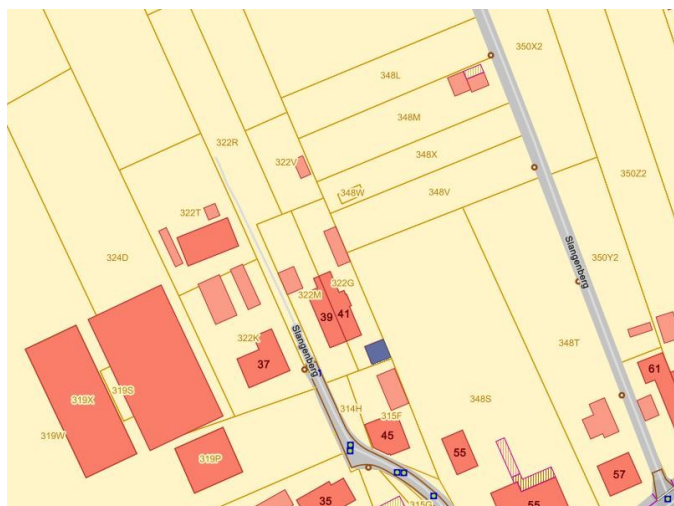 350X2
348L
348M
322R
322V
348X
350Z2
348W
348V
322T
350Y2
Slangenberg
324D
322G
322M
39
41
322K
Slangenberg
37
348T
61
319S
319X
314H
315F
348S
319W
45
55
319P
57
35
55
315G